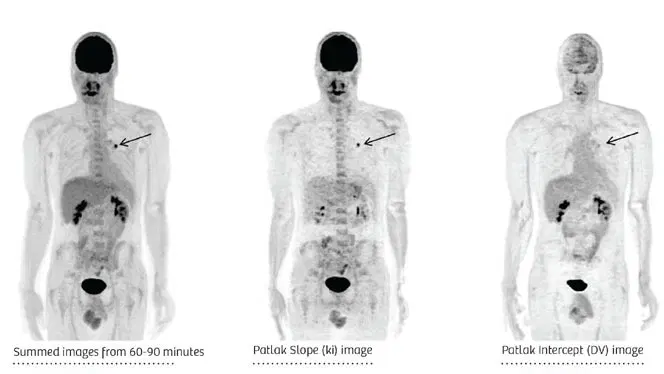 Summed images from 60-90 minutes
Patlak Slope (ki) image
Patlak Intercept (DV) image